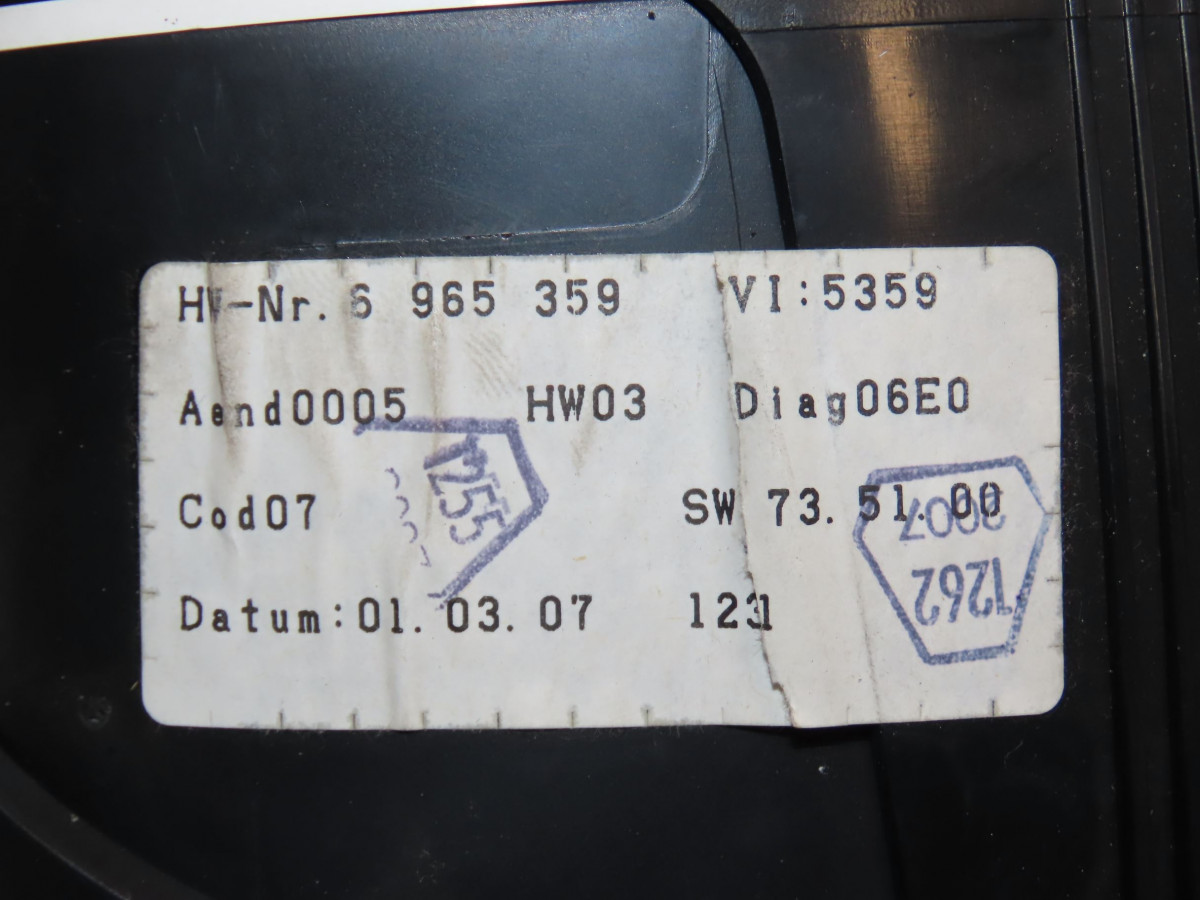 HW-Nr. 6 965 359 VI:5359
Aend0005 HW03 Diag06E0
1255
Cod07 SW 73.51.00
2007
1262
Datum:01.03.07 1231